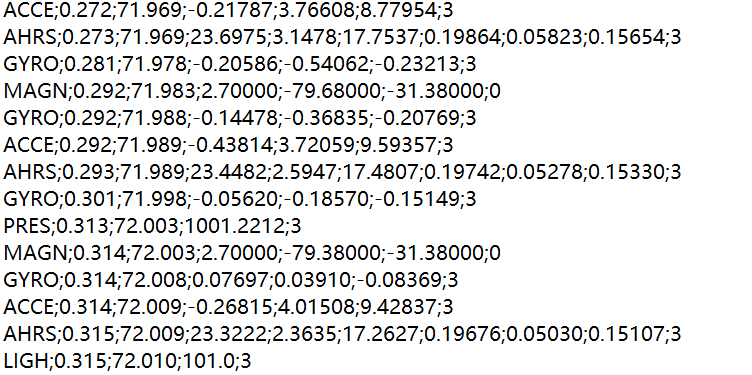 ACCE;0.272;71.969;-0.21787;3.76608;8.77954;3
AHRS;0.273;71.969;23.6975;3.1478;17.7537;0.19864;0.05823;0.15654;3
GYRO;0.281;71.978;-0.20586;-0.54062;-0.23213;3
MAGN;0.292;71.983;2.70000;-79.68000;-31.38000;0
GYRO;0.292;71.988;-0.14478;-0.36835;-0.20769;3
ACCE;0.292;71.989;-0.43814;3.72059;9.59357;3
AHRS;0.293;71.989;23.4482;2.5947;17.4807;0.19742;0.05278;0.15330;3
GYRO;0.301;71.998;-0.05620;-0.18570;-0.15149;3
PRES;0.313;72.003;1001.2212;3
MAGN;0.314;72.003;2.70000;-79.38000;-31.38000;0
GYRO;0.314;72.008;0.07697;0.03910;-0.08369;3
ACCE;0.314;72.009;-0.26815;4.01508;9.42837;3
AHRS;0.315;72.009;23.3222;2.3635;17.2627;0.19676;0.05030;0.15107;3
LIGH;0.315;72.010;101.0;3